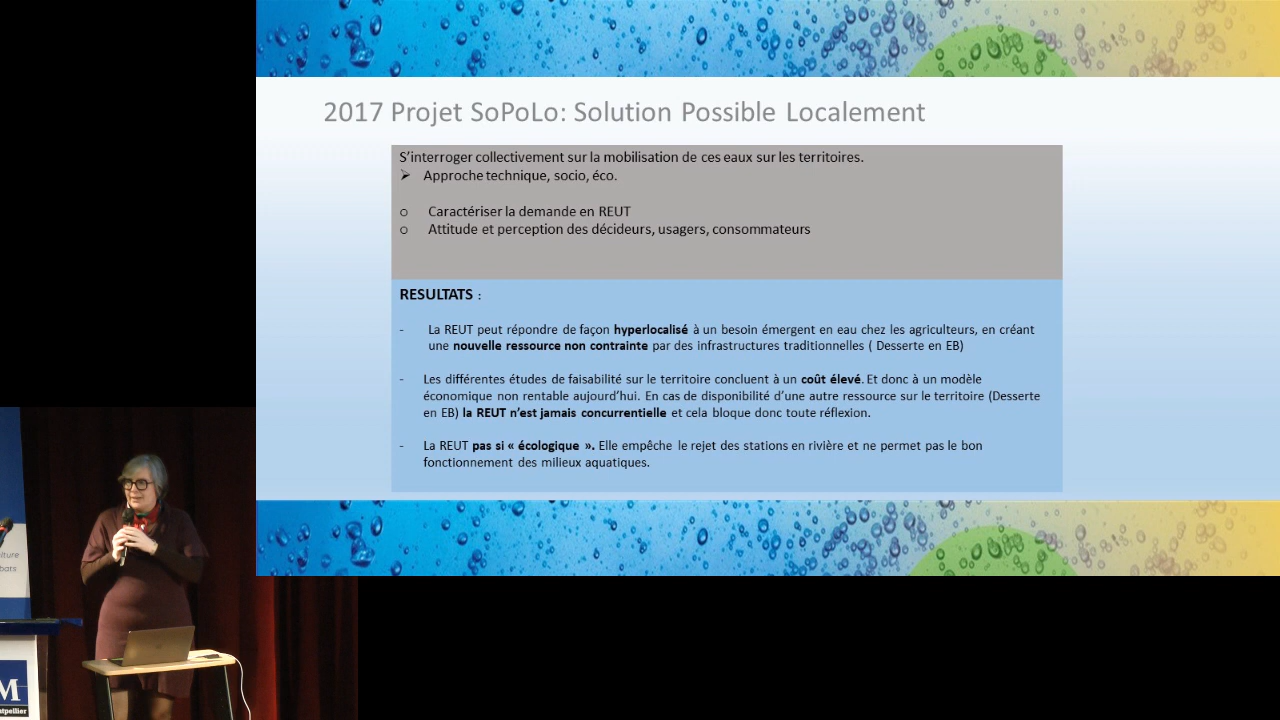 2017 Projet SoPoLo: Solution Possible Localement
S'interroger collectivement sur la mobilisation de ces eaux sur les territoires.
➢ Approche technique, socio, éco.
o Caractériser la demande en REUT
o Attitude et perception des décideurs, usagers, consommateurs
RESULTATS :
- La REUT peut répondre de façon hyperlocalisé à un besoin émergent en eau chez les agriculteurs, en créant
une nouvelle ressource non contrainte par des infrastructures traditionnelles ( Desserte en EB)
- Les différentes études de faisabilité sur le territoire concluent à un coût élevé. Et donc à un modèle
économique non rentable aujourd'hui. En cas de disponibilité d'une autre ressource sur le territoire (Desserte
en EB) la REUT n'est jamais concurrentielle et cela bloque donc toute réflexion.
- La REUT pas si « écologique ». Elle empêche le rejet des stations en rivière et ne permet pas le bon
fonctionnement des milieux aquatiques.
lture
bats
M
tpellier